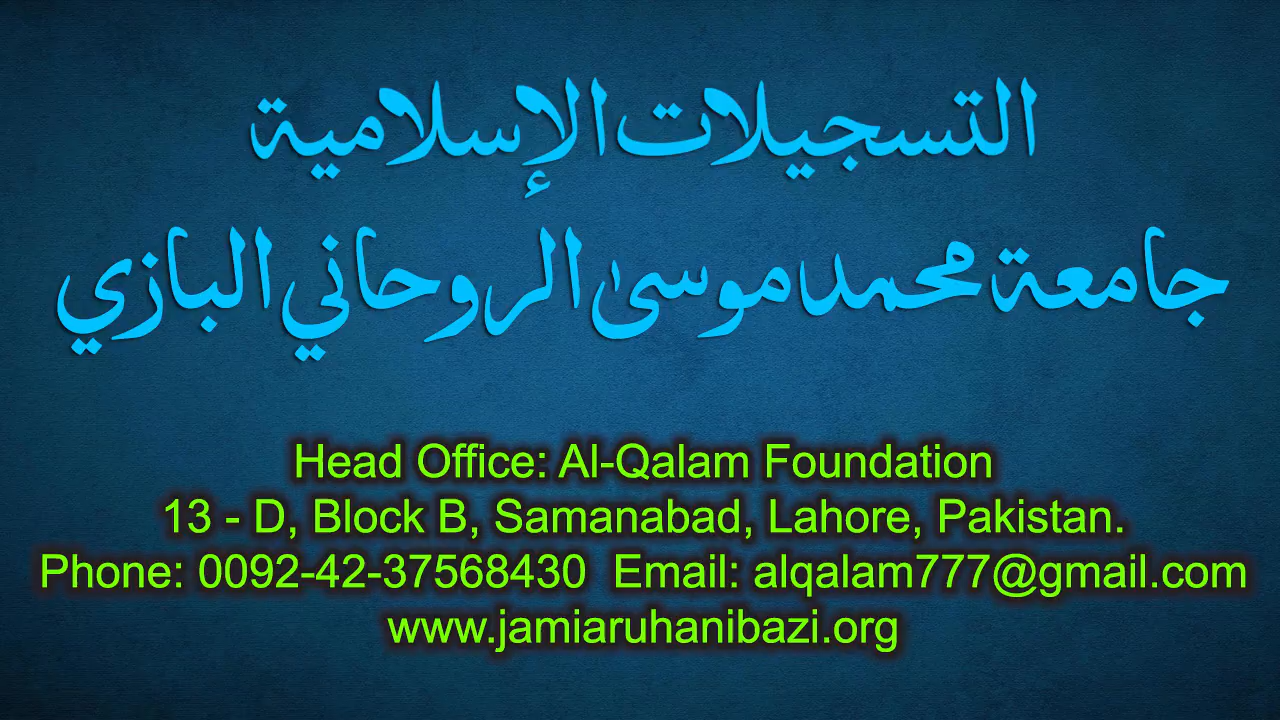 التسجيلات الإسلامية
جامعة محمد موسىٰ الروحاني البازي
Head Office: Al-Qalam Foundation
13 - D, Block B, Samanabad, Lahore, Pakistan.
Phone: 0092-42-37568430  Email: alqalam777@gmail.com
www.jamiaruhanibazi.org